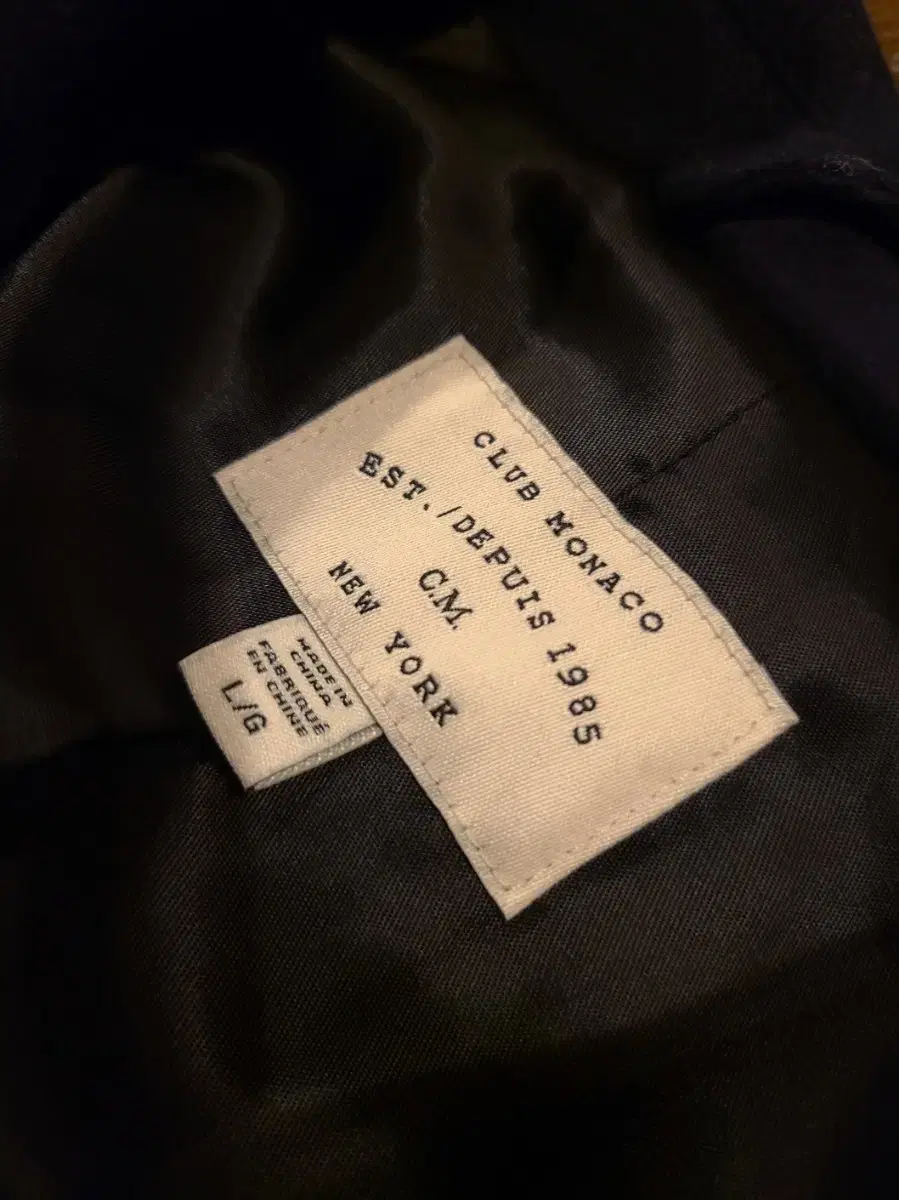 CLUB MONACO
EST./DEPUIS 1985
C.M.
NEW YORK
MADE IN
CHINA
FABRIQUÉ
EN CHINE
L/G